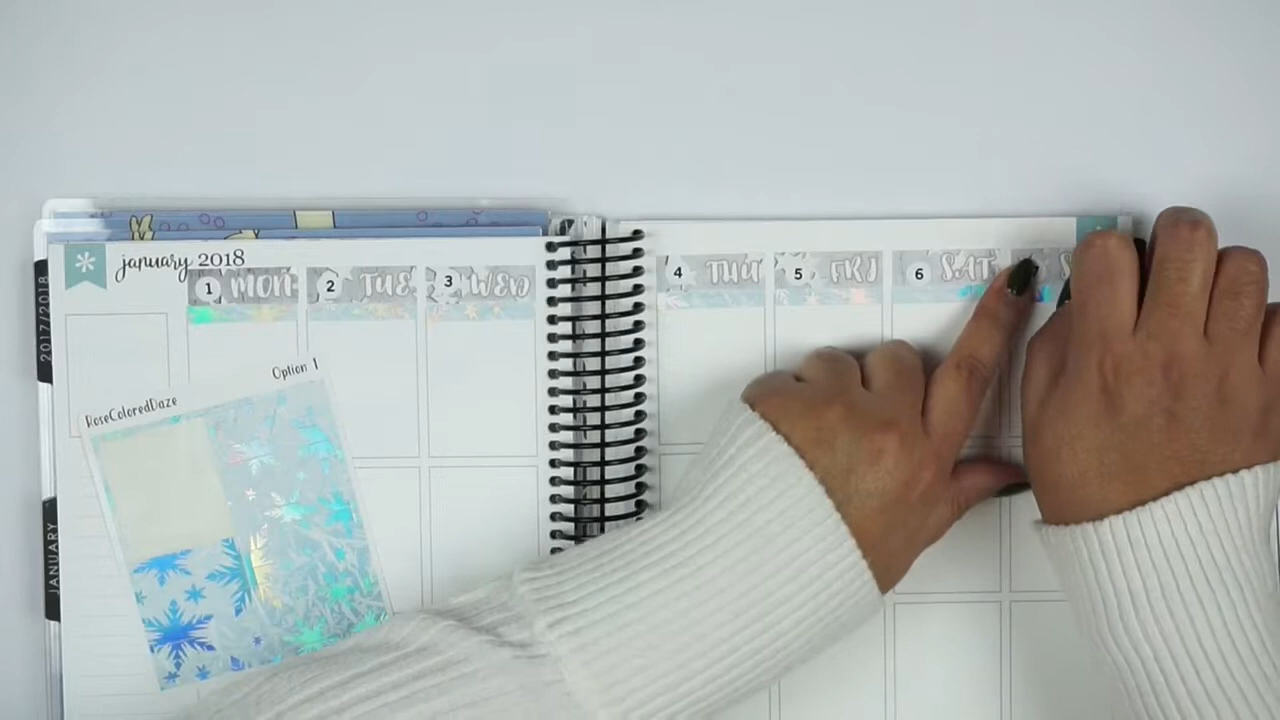 january 2018
1 MON
2 TUE
3 WED
4 THU
5 FRI
6 SAT
Option 1
RoseColoredDaze
2017/2018
JANUARY